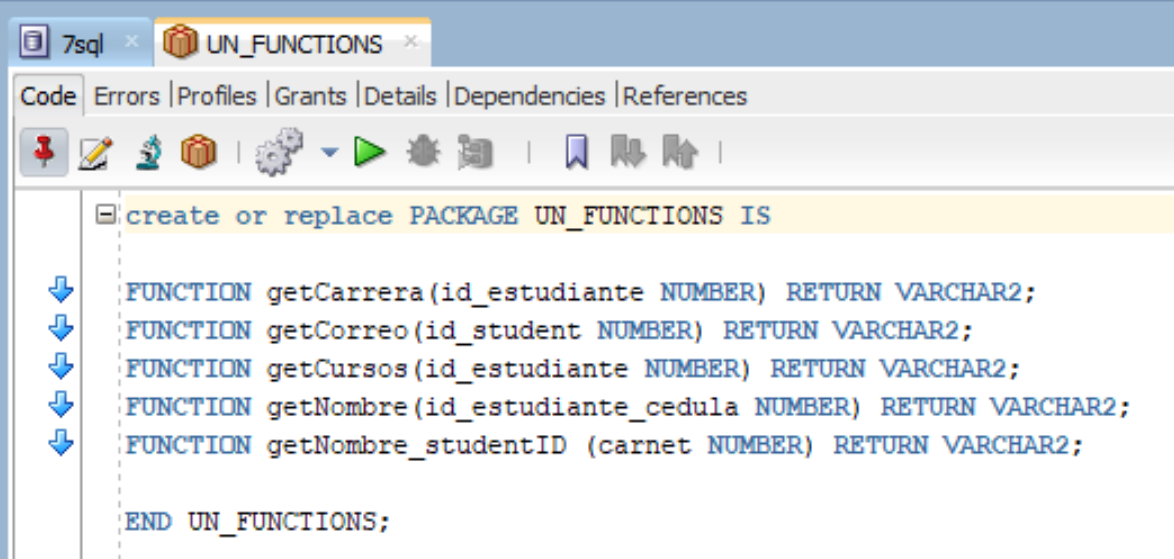 7sql × UN_FUNCTIONS ×
Code Errors |Profiles |Grants |Details |Dependencies |References
create or replace PACKAGE UN_FUNCTIONS IS
FUNCTION getCarrera(id_estudiante NUMBER) RETURN VARCHAR2;
FUNCTION getCorreo(id_student NUMBER) RETURN VARCHAR2;
FUNCTION getCursos(id_estudiante NUMBER) RETURN VARCHAR2;
FUNCTION getNombre(id_estudiante_cedula NUMBER) RETURN VARCHAR2;
FUNCTION getNombre_studentID (carnet NUMBER) RETURN VARCHAR2;
END UN_FUNCTIONS;